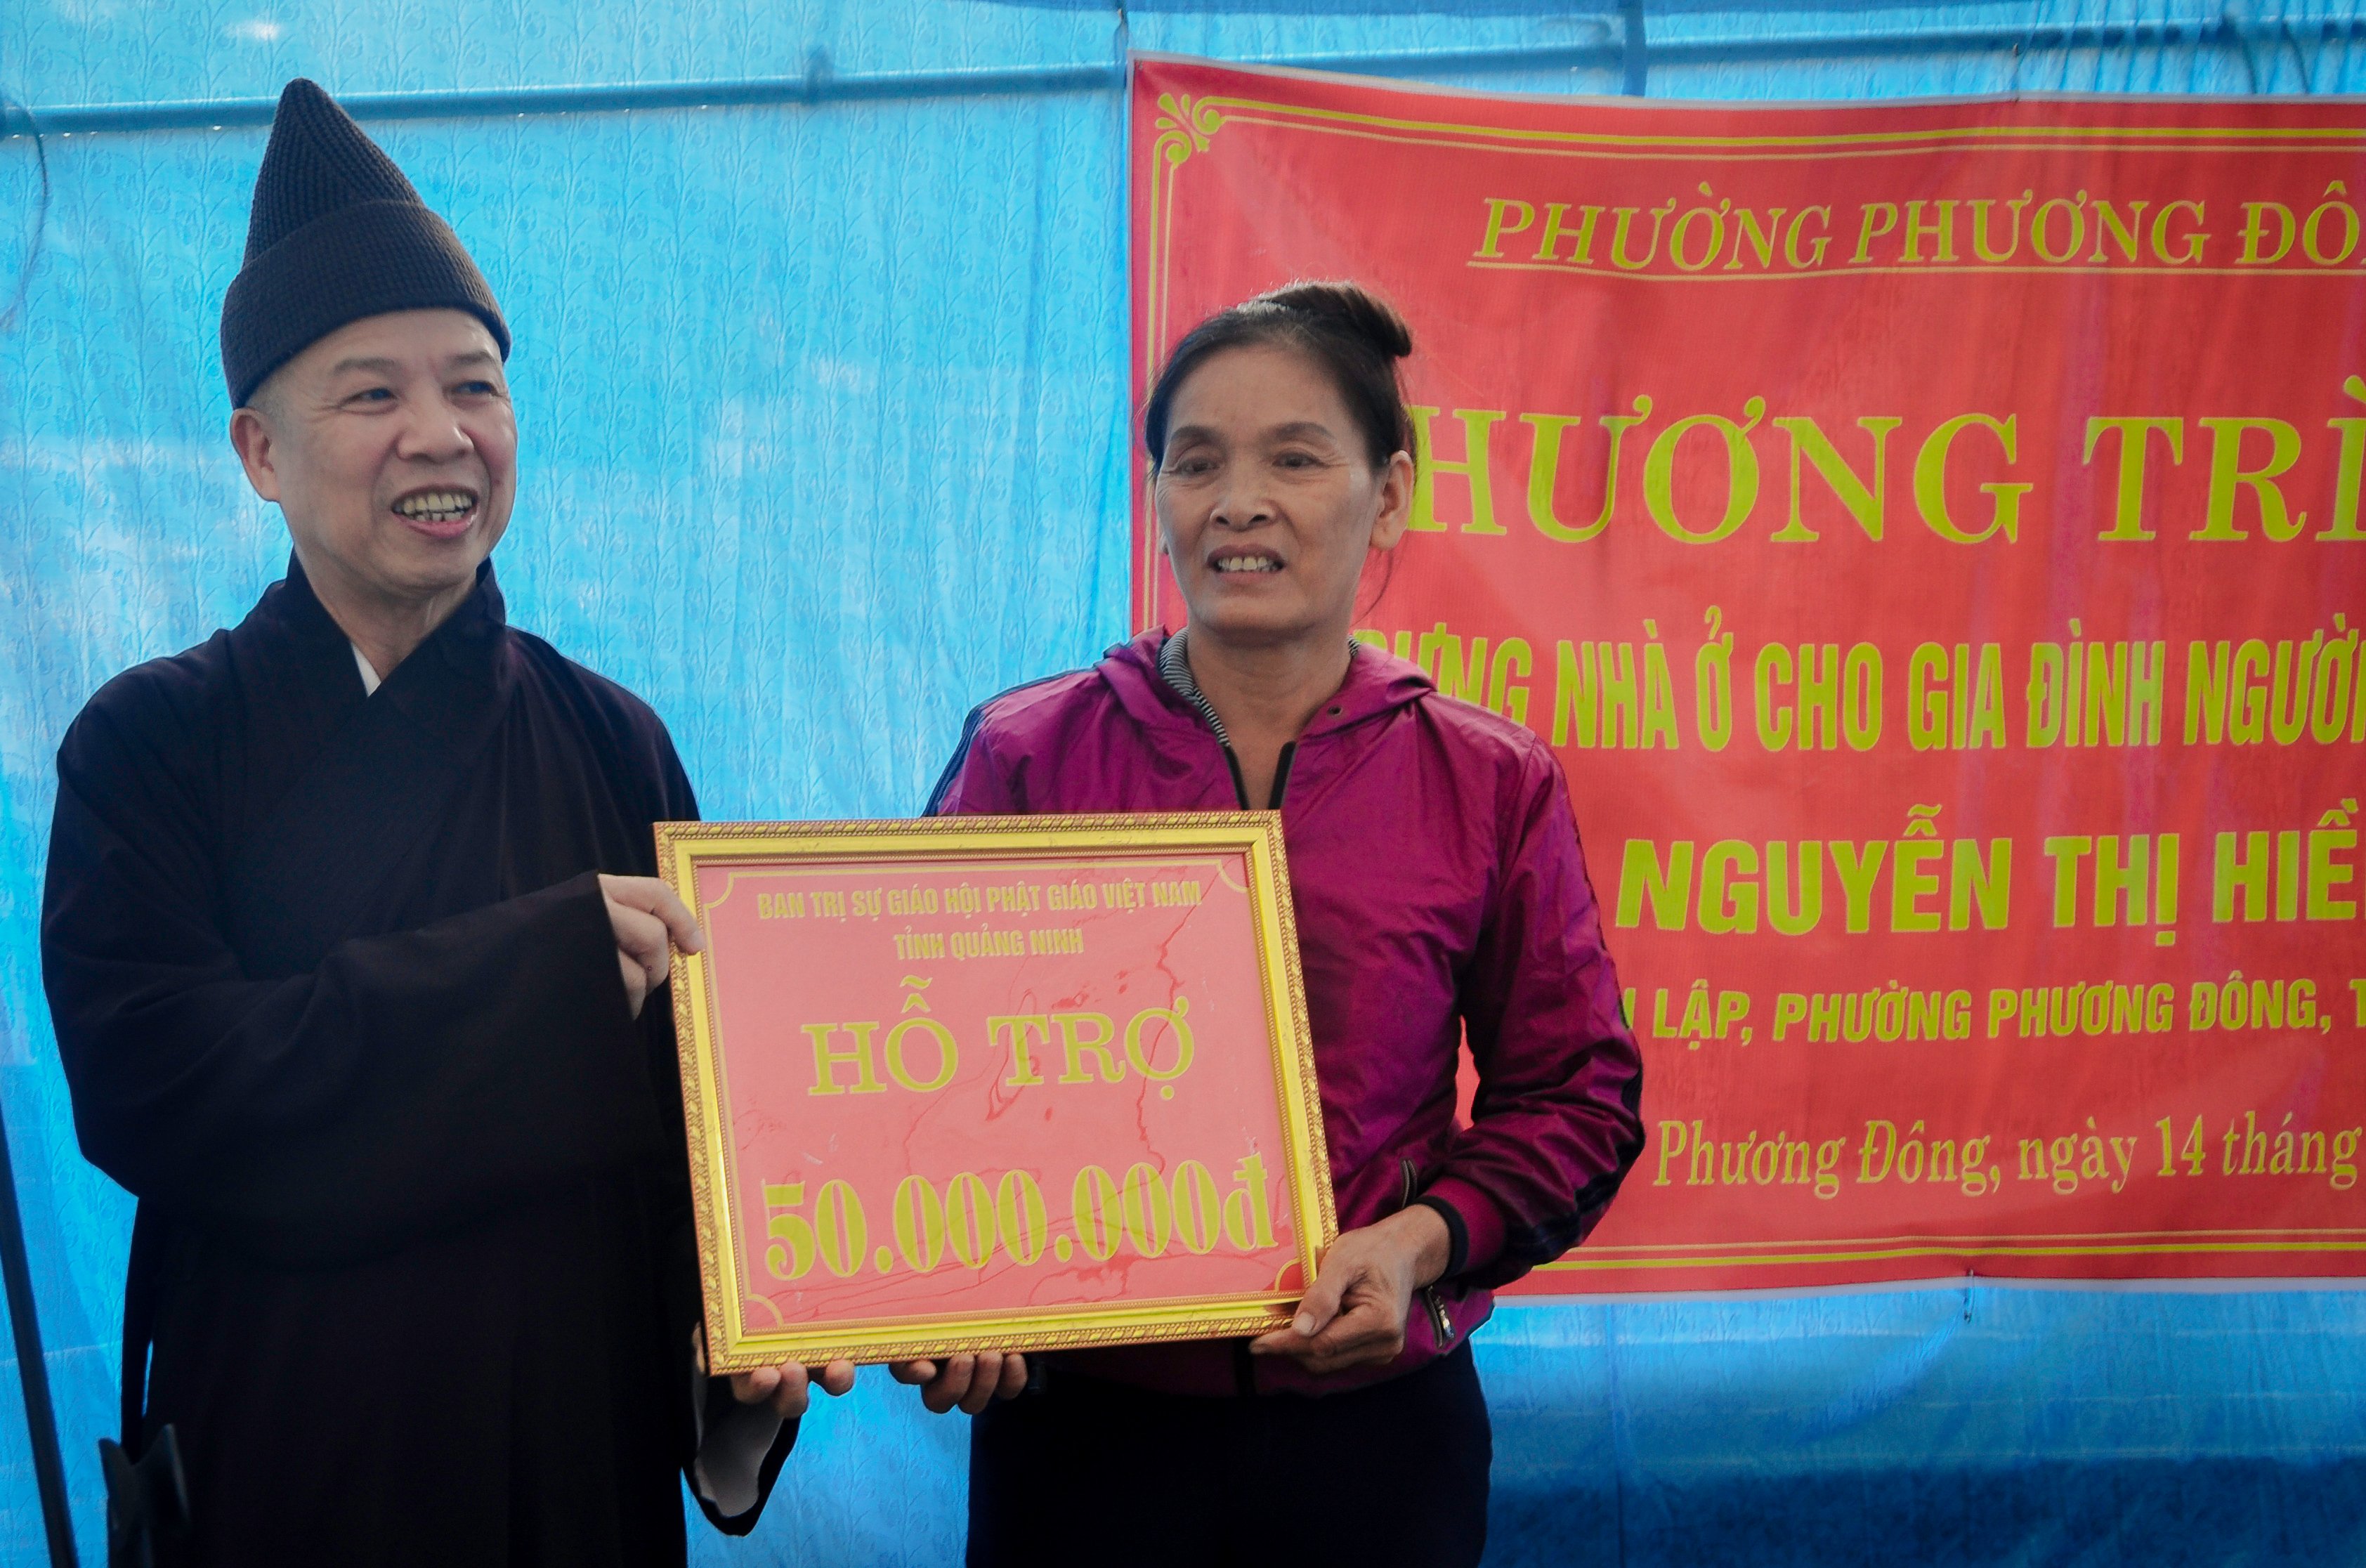 PHƯỜNG PHƯƠNG ĐÔ
HƯƠNG TRÌ
DỰNG NHÀ Ở CHO GIA ĐÌNH NGƯỜ
NGUYỄN THỊ HIỀ
LẬP, PHƯỜNG PHƯƠNG ĐÔNG, T
Phương Đông, ngày 14 tháng
BAN TRỊ SỰ GIÁO HỘI PHẬT GIÁO VIỆT NAM
TỈNH QUẢNG NINH
HỖ TRỢ
50.000.000đ